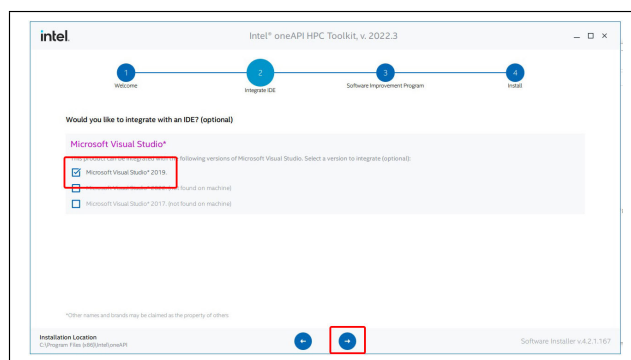 intel.
Intel® oneAPI HPC Toolkit, v. 2022.3
1
2
3
4
Welcome
Integrate IDE
Software Improvement Program
Install
Would you like to integrate with an IDE? (optional)
Microsoft Visual Studio*
This product can be integrated with the following versions of Microsoft Visual Studio. Select a version to integrate (optional):
Microsoft Visual Studio* 2019.
Microsoft Visual Studio* 2022: (not found on machine)
Microsoft Visual Studio* 2017: (not found on machine)
*Other names and brands may be claimed as the property of others
Installation Location
C:\Program Files (x86)\Intel\oneAPI
Software Installer v.4.2.1.167